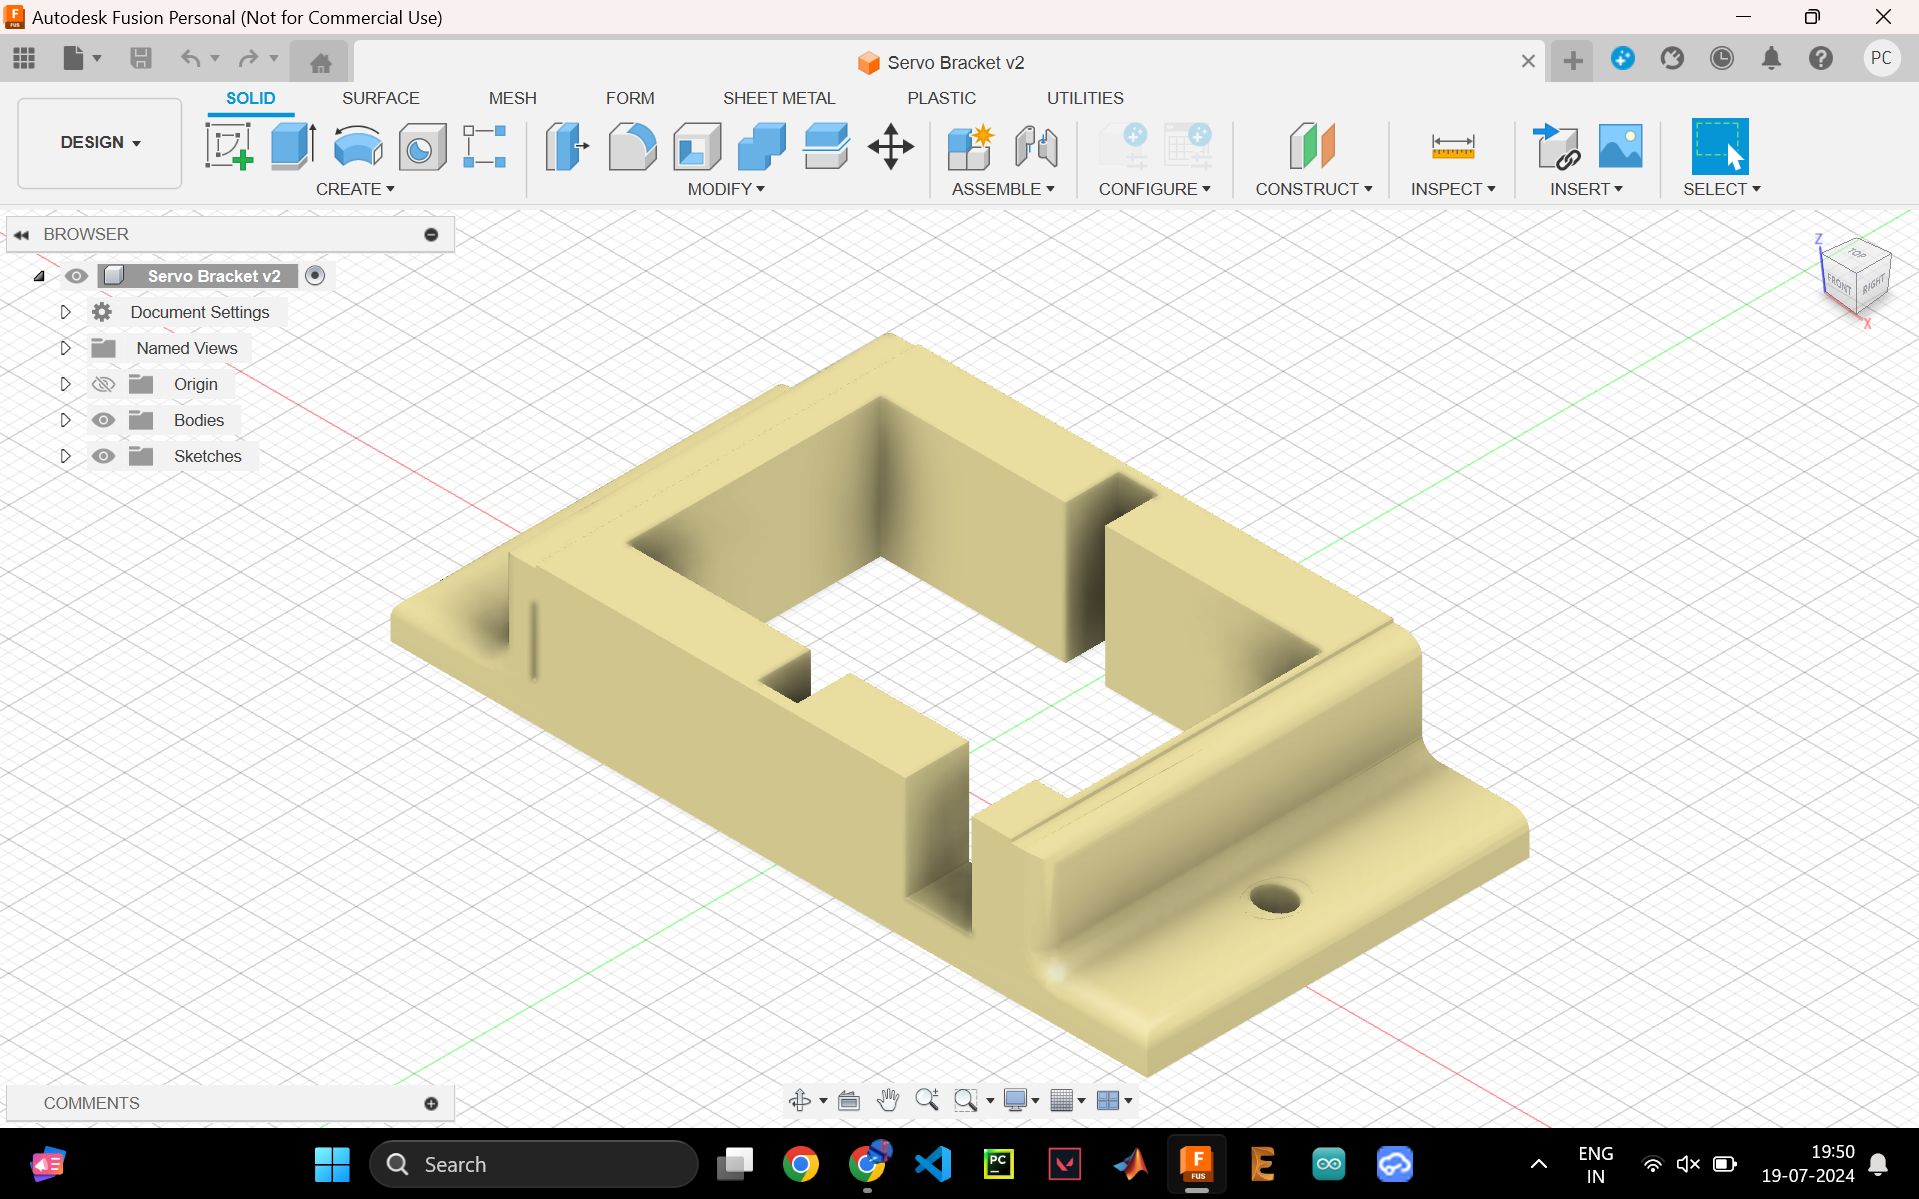 Autodesk Fusion Personal (Not for Commercial Use)
Servo Bracket v2
PC
SOLID SURFACE MESH FORM SHEET METAL PLASTIC UTILITIES
DESIGN
CREATE MODIFY ASSEMBLE CONFIGURE CONSTRUCT INSPECT INSERT SELECT
BROWSER
Servo Bracket v2
Document Settings
Named Views
Origin
Bodies
Sketches
Z
TOP
FRONT RIGHT
X
COMMENTS
Search
PC
FUS
ENG
IN
19:50
19-07-2024